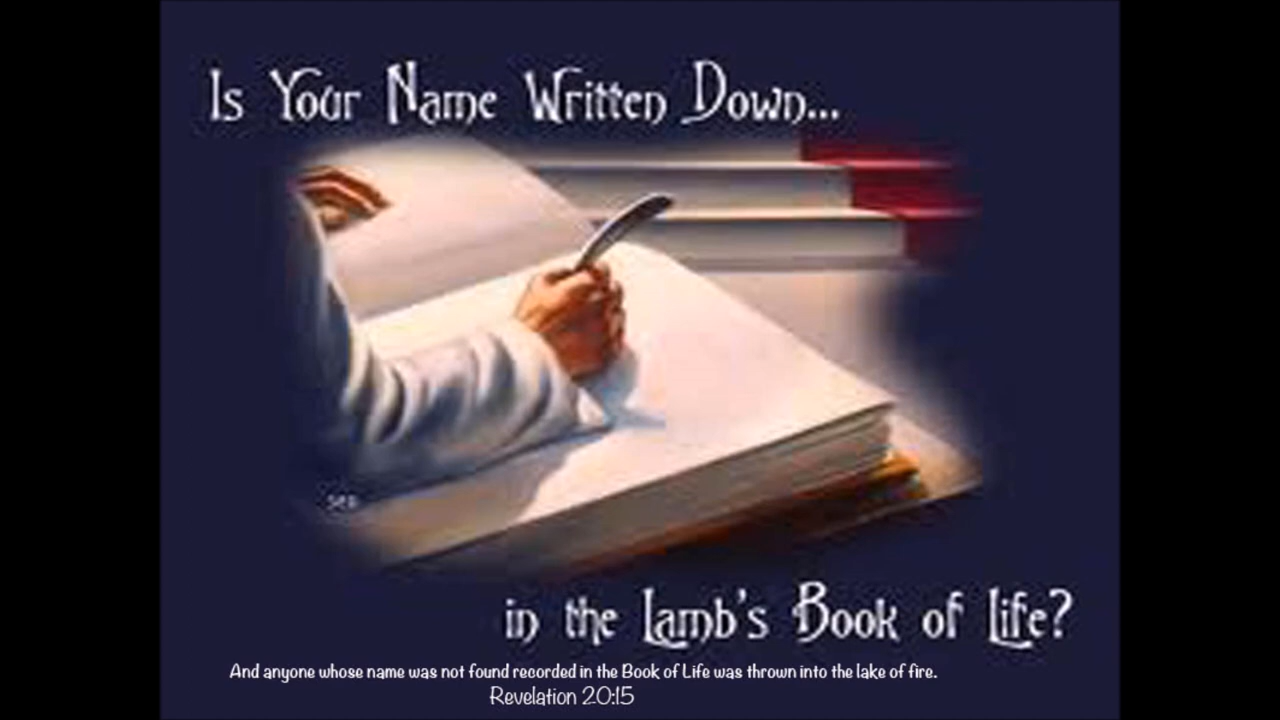 Is Your Name Written Down...
in the Lamb's Book of Life?
And anyone whose name was not found recorded in the Book of Life was thrown into the lake of fire.
Revelation 20:15